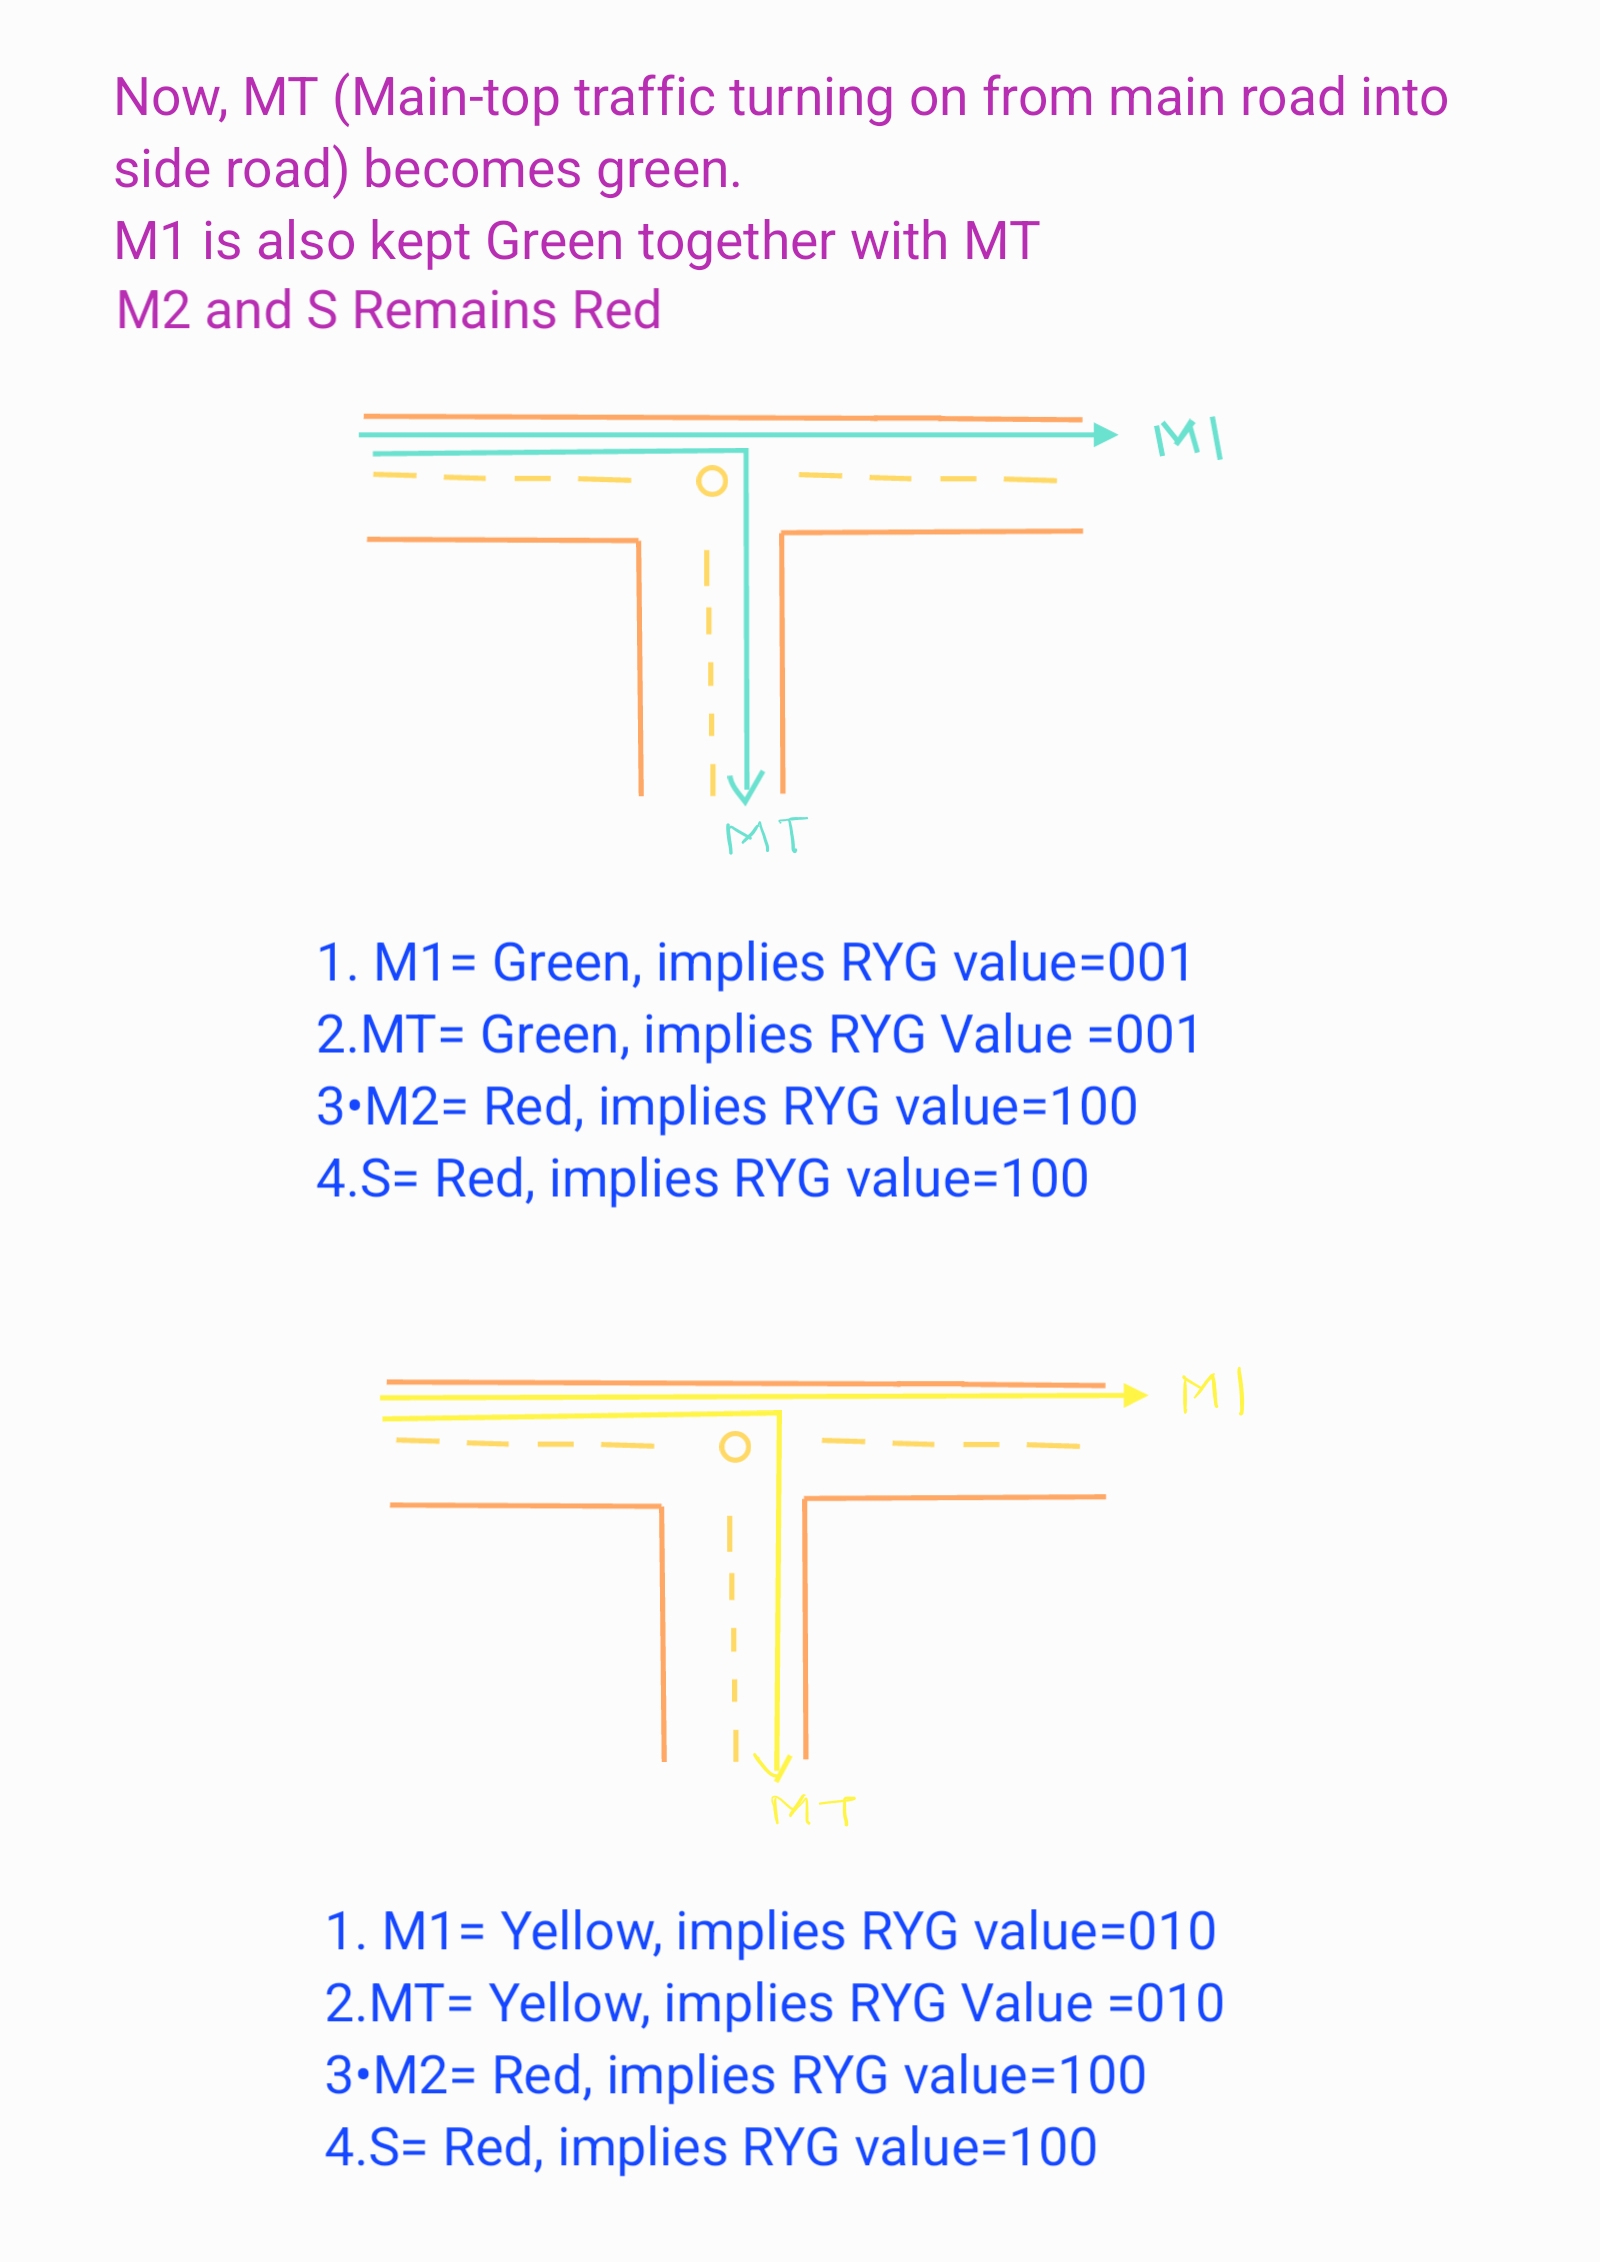 Now, MT (Main-top traffic turning on from main road into
side road) becomes green.
M1 is also kept Green together with MT
M2 and S Remains Red
M1
MT
1. M1= Green, implies RYG value=001
2.MT= Green, implies RYG Value =001
3•M2= Red, implies RYG value=100
4.S= Red, implies RYG value=100
M1
MT
1. M1= Yellow, implies RYG value=010
2.MT= Yellow, implies RYG Value =010
3•M2= Red, implies RYG value=100
4.S= Red, implies RYG value=100